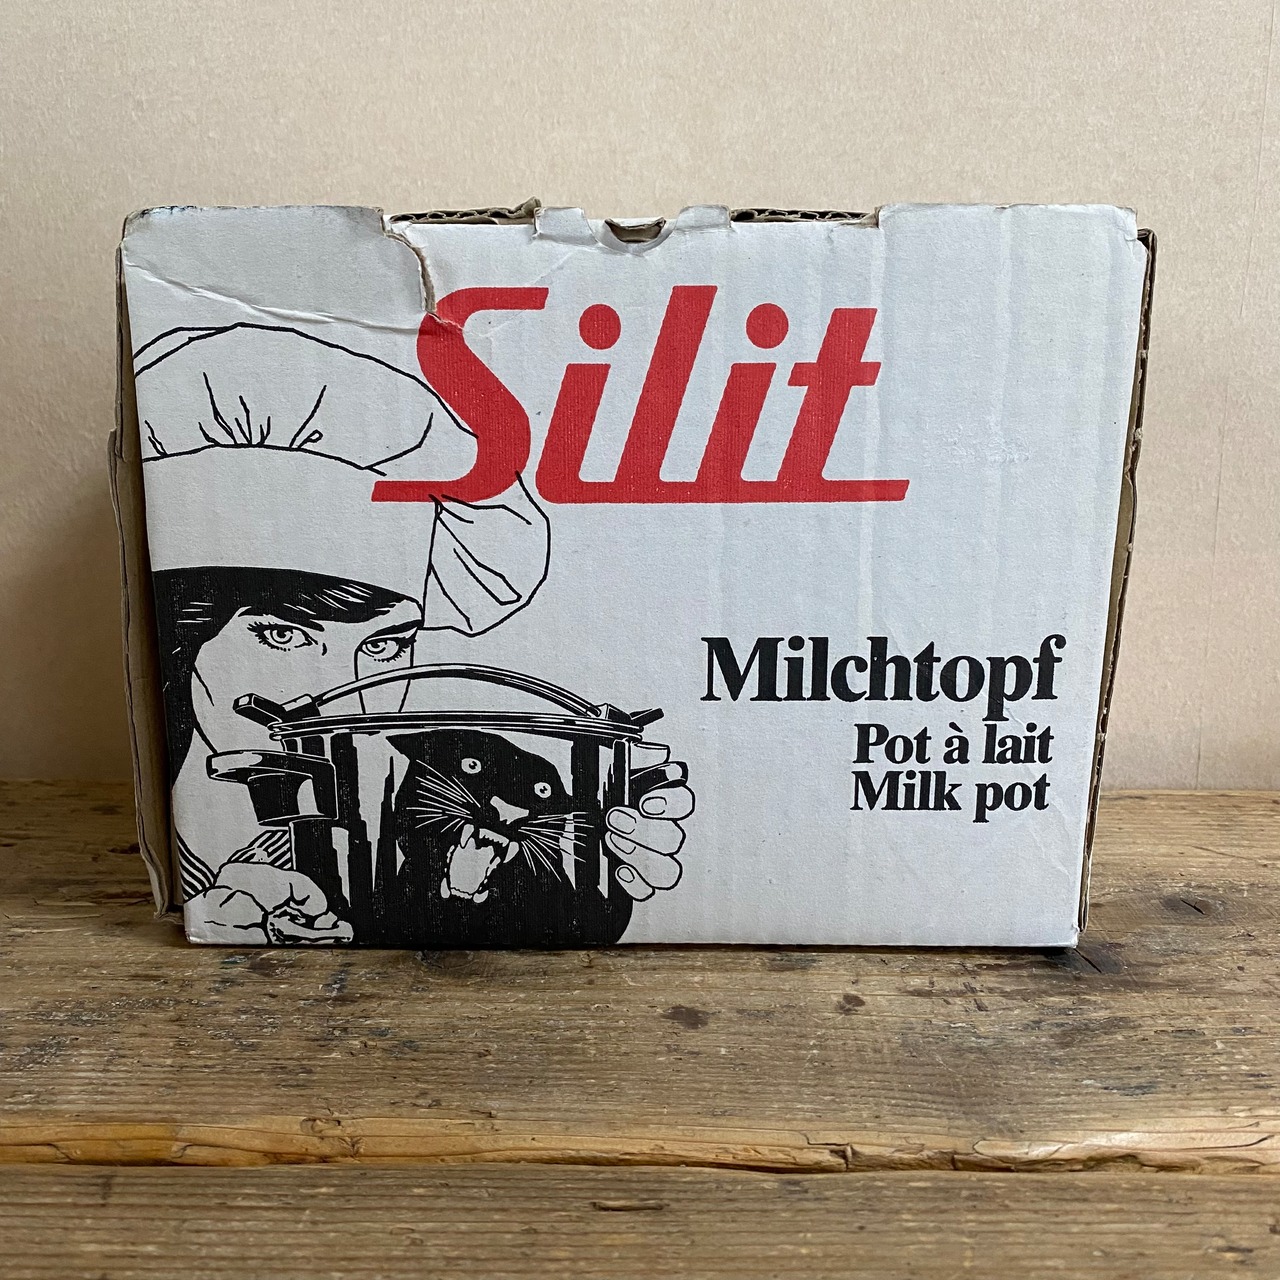 Silit
Milchtopf
Pot à lait
Milk pot